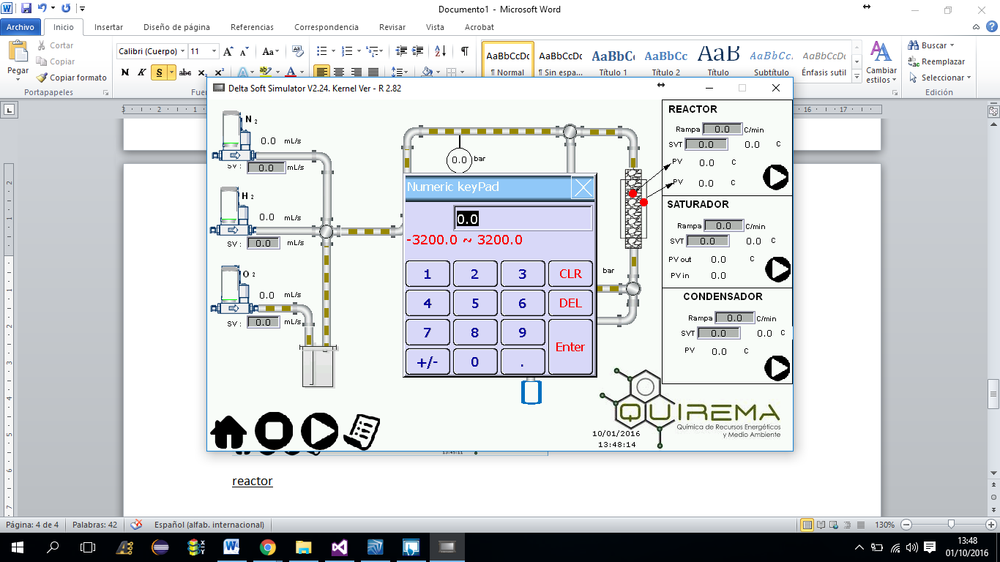 Documento1 - Microsoft Word
Archivo Inicio Insertar Diseño de página Referencias Correspondencia Revisar Vista Acrobat
Pegar
Cortar
Copiar
Copiar formato
Portapapeles
Calibri (Cuerpo) 11
N K S abc x₂ x²
Fuen
AaBbCcDc AaBbCcDc AaBbC AaBbCc AaB AaBbCc. AaBbCcDc
¶ Normal ¶ Sin espa... Título 1 Título 2 Título Subtítulo Énfasis sutil
Cambiar estilos
Buscar
Reemplazar
Seleccionar
Edición
Delta Soft Simulator V2.24. Kernel Ver - R 2.82
N 2
0.0 mL/s
SV : 0.0 mL/s
H 2
0.0 mL/s
SV : 0.0 mL/s
O 2
0.0 mL/s
SV : 0.0 mL/s
0.0 bar
bar
Numeric keyPad
0.0
-3200.0 ~ 3200.0
1 2 3 CLR
4 5 6 DEL
7 8 9 Enter
+/- 0 .
REACTOR
Rampa 0.0 C/min
SVT 0.0 0.0 C
PV 0.0 C
PV 0.0 C
SATURADOR
Rampa 0.0 C/min
SVT 0.0 0.0 C
PV out 0.0 C
PV in 0.0
CONDENSADOR
Rampa 0.0 C/min
SVT 0.0 0.0 C
PV 0.0 C
QUIREMA
Química de Recursos Energéticos
y Medio Ambiente
10/01/2016
13:48:14
reactor
Página: 4 de 4 Palabras: 42 Español (alfab. internacional) 130%
13:48
01/10/2016